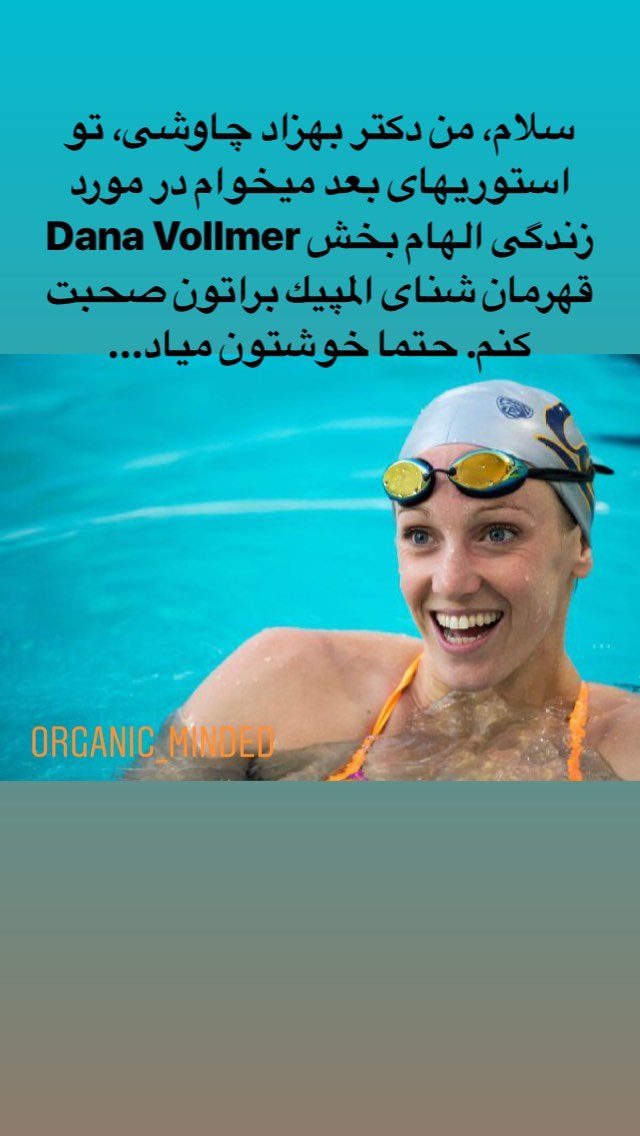 سلام، من دکتر بهزاد چاوشی، تو
استوریهای بعد میخوام در مورد
زندگی الهام بخش Dana Vollmer
قهرمان شنای المپیك براتون صحبت
کنم. حتما خوشتون میاد...
ORGANIC_MINDED